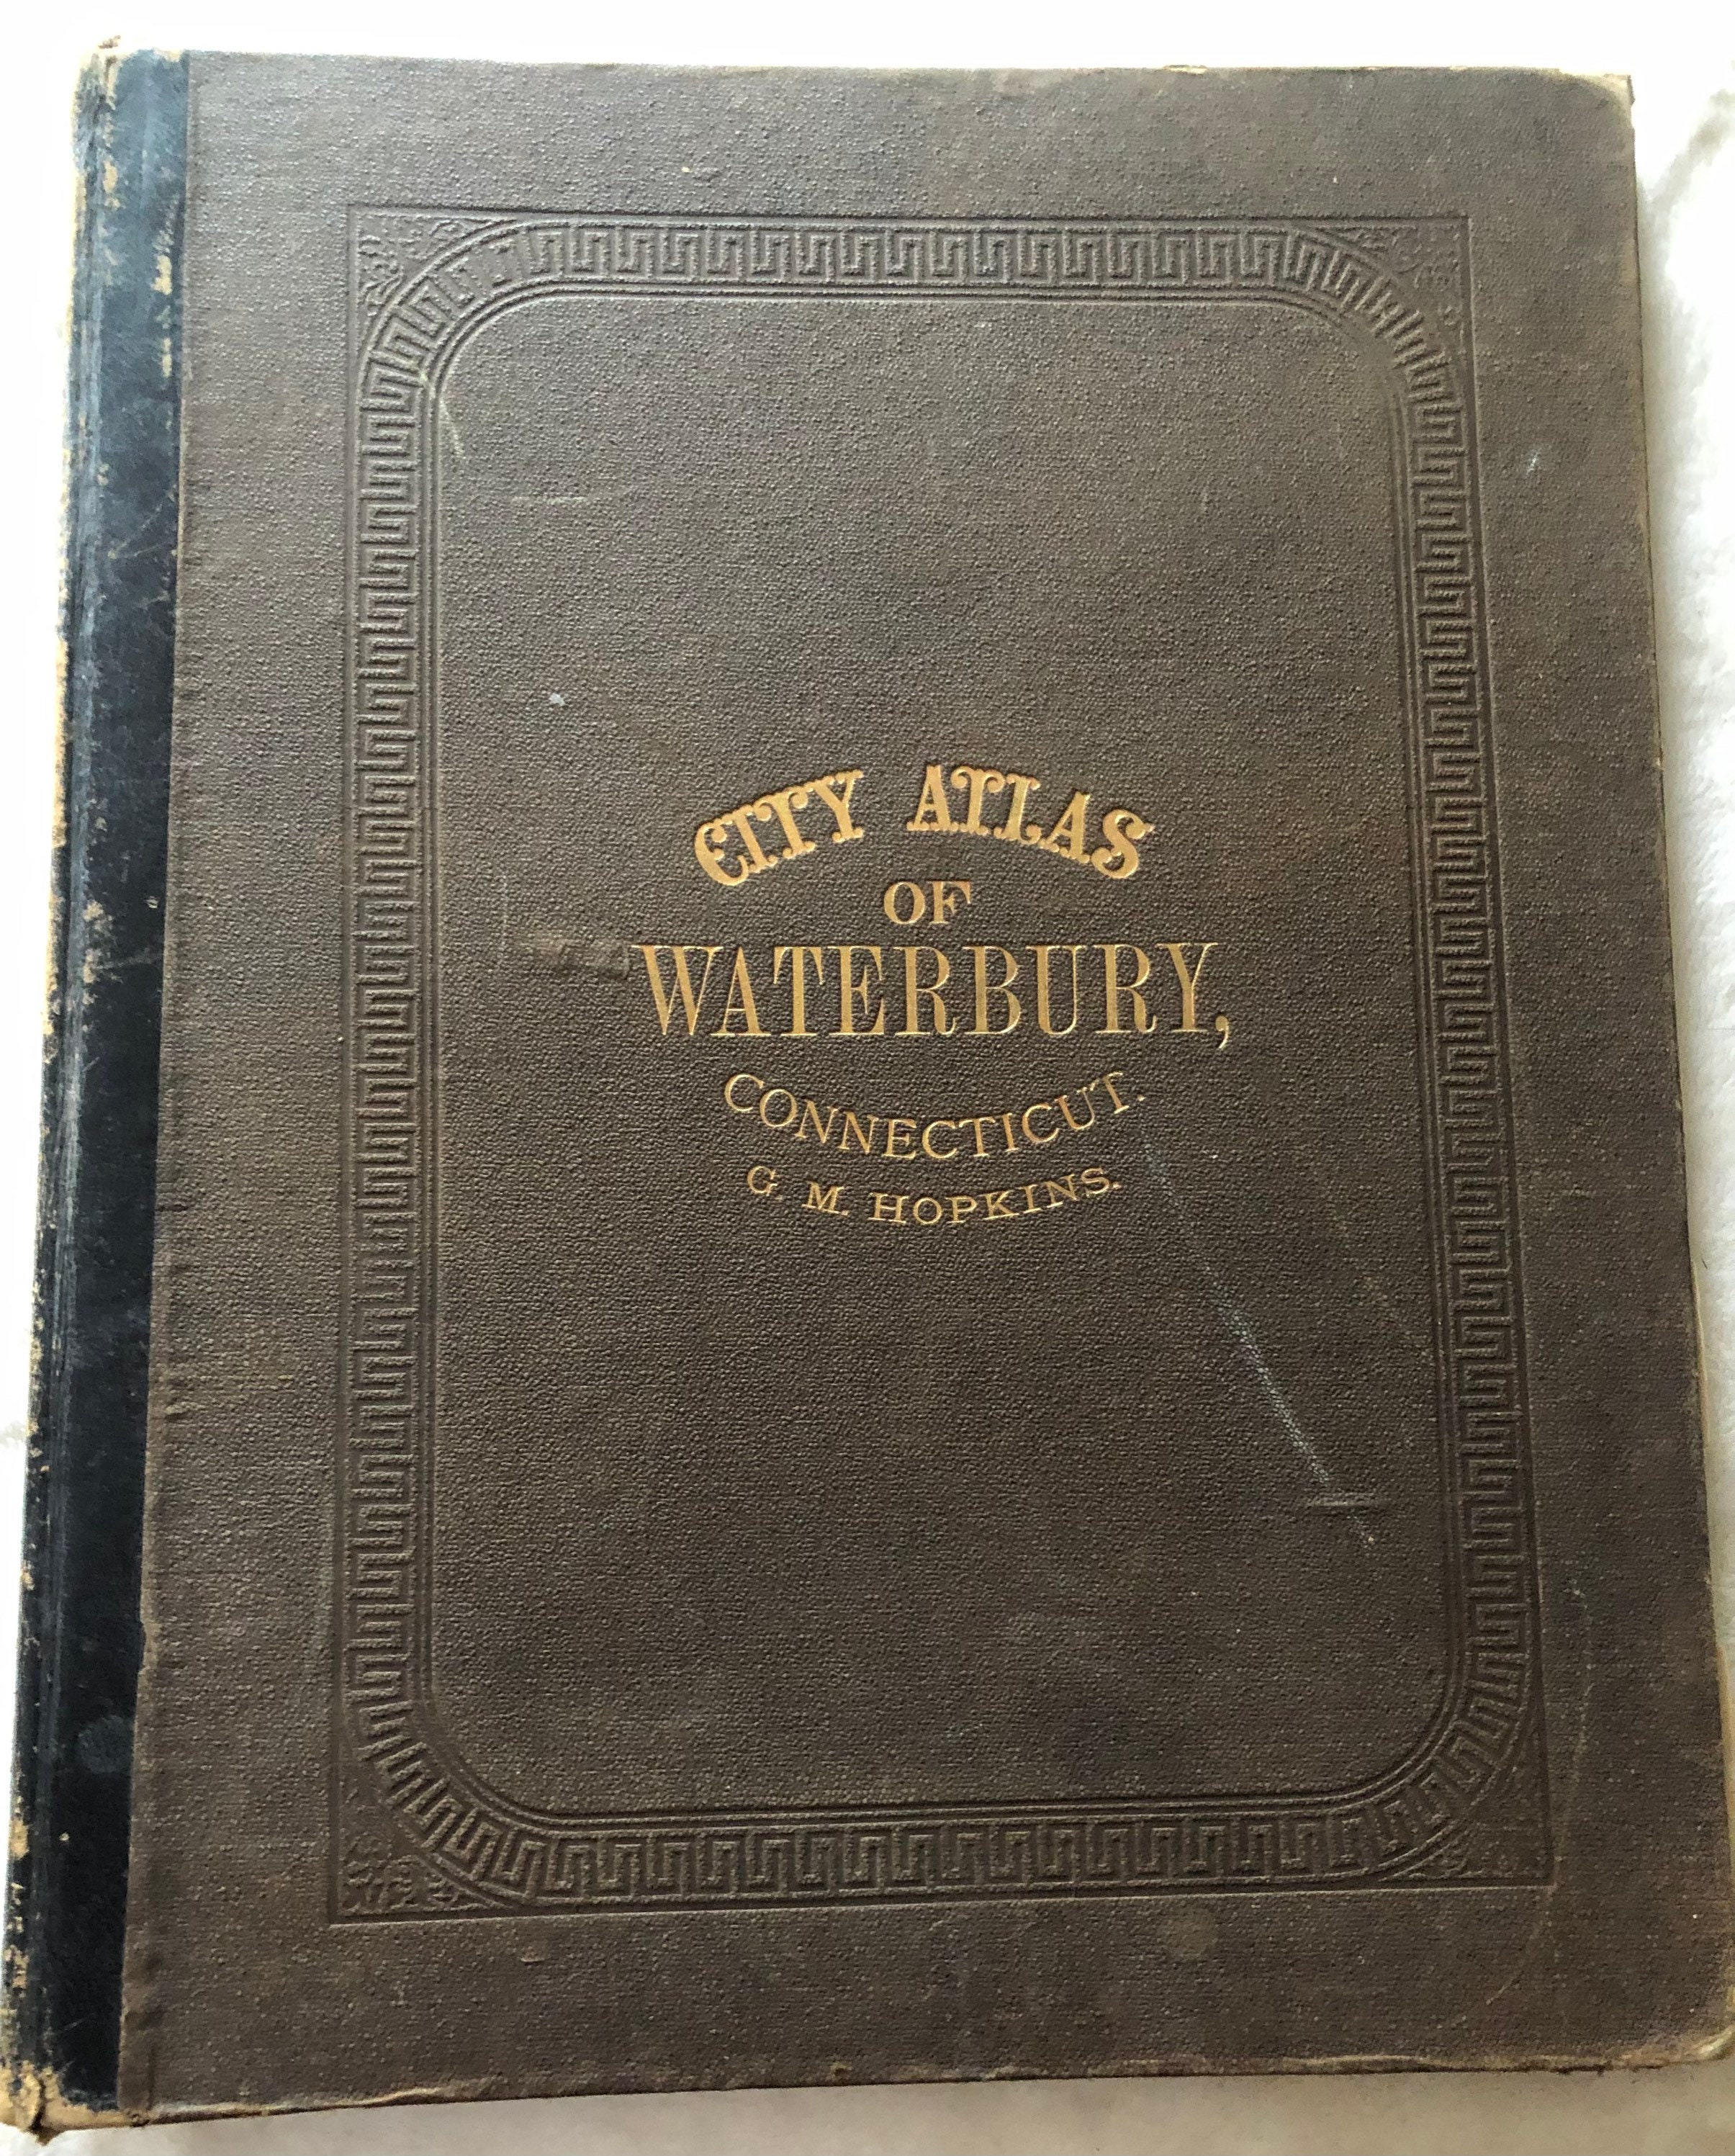 CITY ATLAS
OF
WATERBURY,
CONNECTICUT.
G. M. HOPKINS.